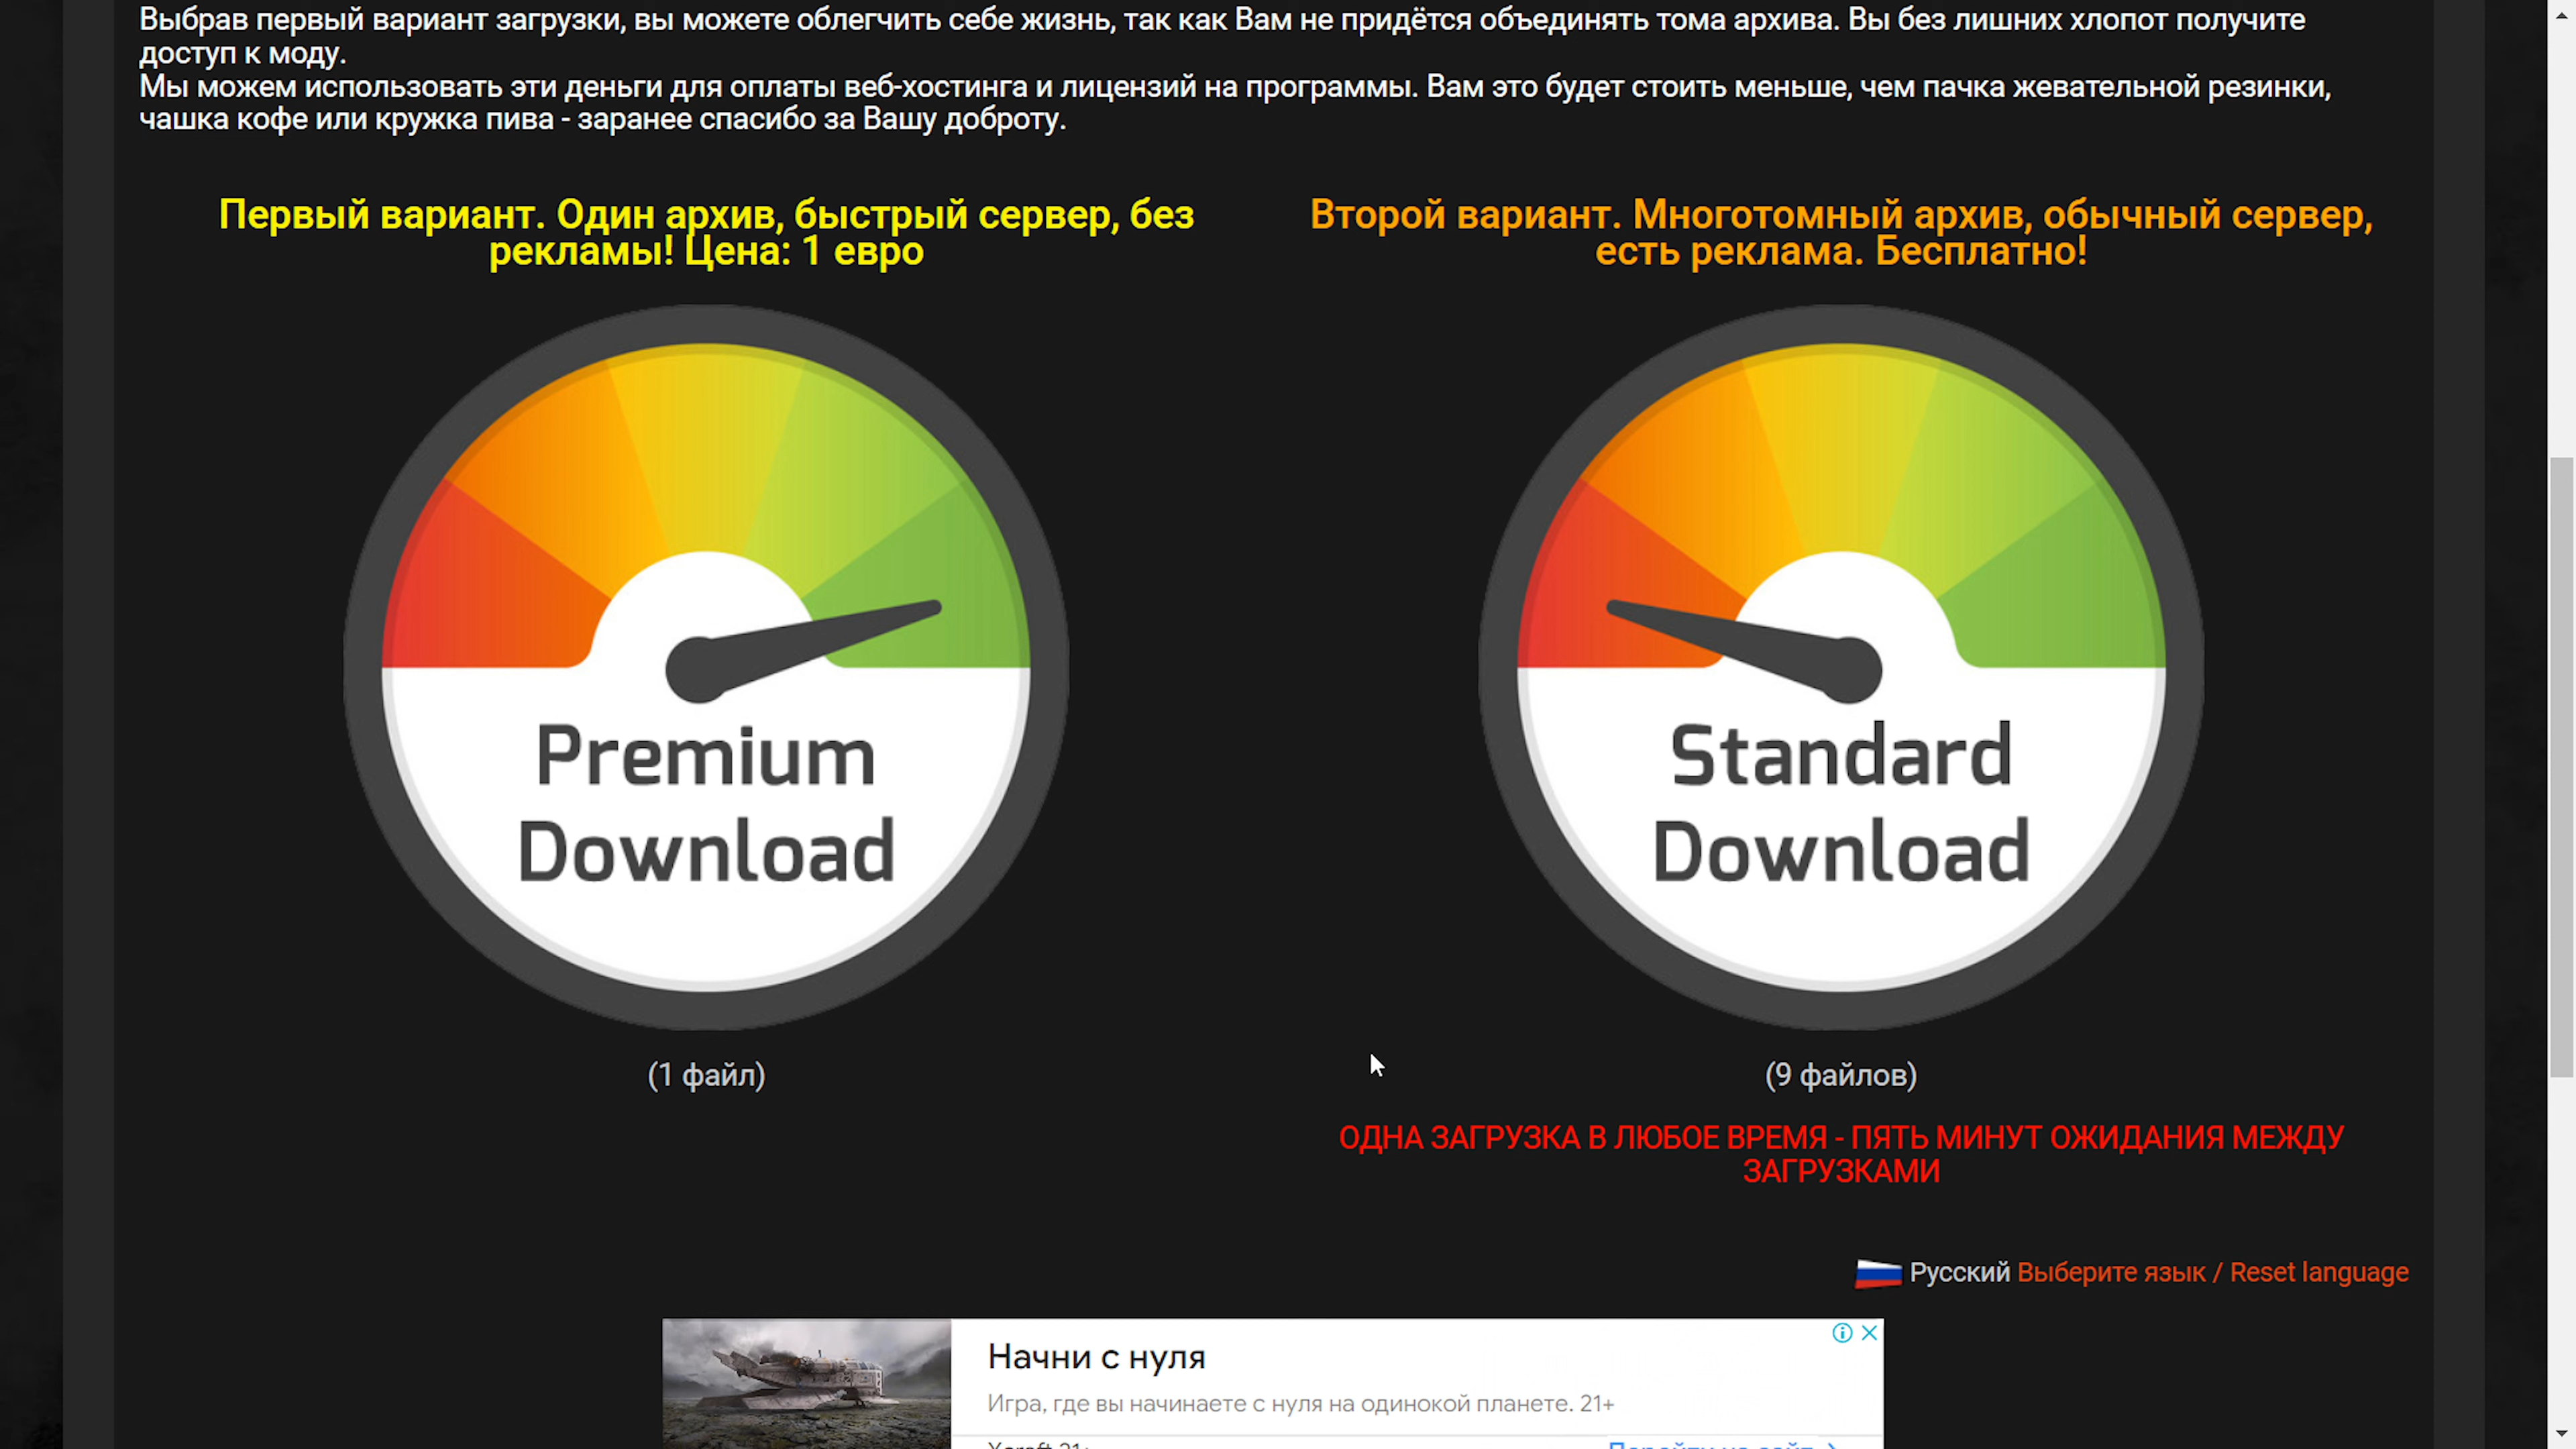 Выбрав первый вариант загрузки, вы можете облегчить себе жизнь, так как Вам не придётся объединять тома архива. Вы без лишних хлопот получите
доступ к моду.
Мы можем использовать эти деньги для оплаты веб-хостинга и лицензий на программы. Вам это будет стоить меньше, чем пачка жевательной резинки,
чашка кофе или кружка пива - заранее спасибо за Вашу доброту.
Первый вариант. Один архив, быстрый сервер, без
рекламы! Цена: 1 евро
Premium
Download
(1 файл)
Второй вариант. Многотомный архив, обычный сервер,
есть реклама. Бесплатно!
Standard
Download
(9 файлов)
ОДНА ЗАГРУЗКА В ЛЮБОЕ ВРЕМЯ - ПЯТЬ МИНУТ ОЖИДАНИЯ МЕЖДУ
ЗАГРУЗКАМИ
Русский Выберите язык / Reset language
Начни с нуля
Игра, где вы начинаете с нуля на одинокой планете. 21+